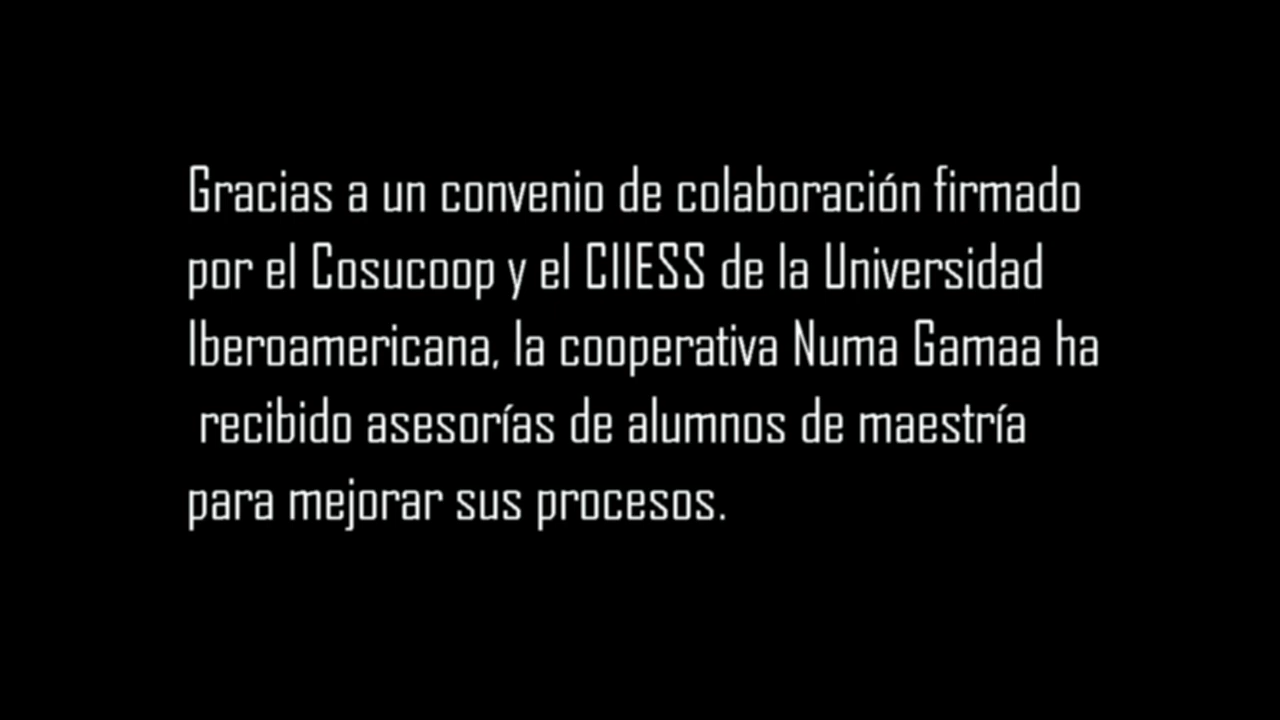 Gracias a un convenio de colaboración firmado
por el Cosucoop y el CIIESS de la Universidad
Iberoamericana, la cooperativa Numa Gamaa ha
recibido asesorías de alumnos de maestría
para mejorar sus procesos.